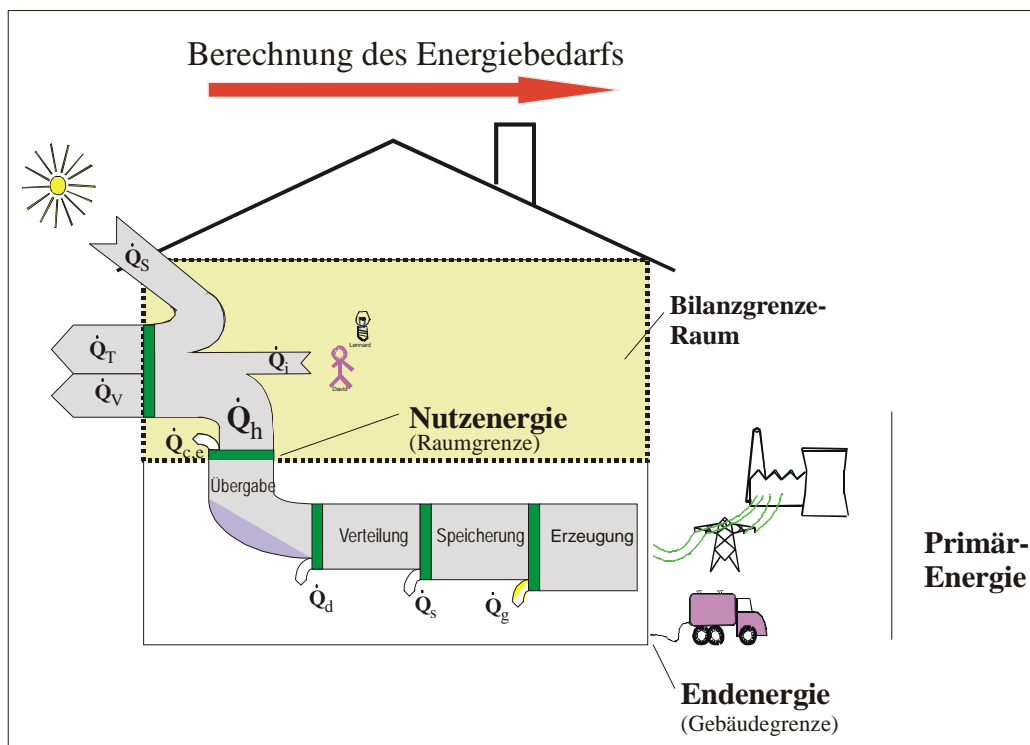 Berechnung des Energiebedarfs
Q̇S
Bilanzgrenze-
Raum
Lennard
Q̇T
Q̇i
David
Q̇V
Q̇h
Nutzenergie
(Raumgrenze)
Q̇c,e
Übergabe
Verteilung
Speicherung
Erzeugung
Primär-
Energie
Q̇d
Q̇s
Q̇g
Endenergie
(Gebäudegrenze)